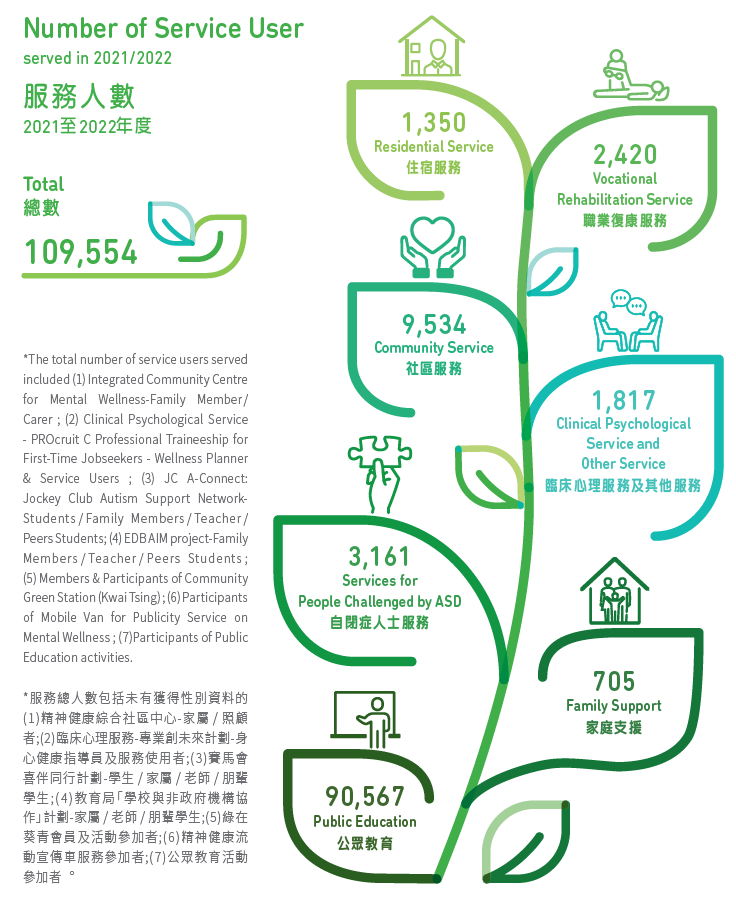 Number of Service User
served in 2021/2022
服務人數
2021至2022年度
Total
總數
109,554
*The total number of service users served
included (1) Integrated Community Centre
for Mental Wellness-Family Member/
Carer ; (2) Clinical Psychological Service
- PROcruit C Professional Traineeship for
First-Time Jobseekers - Wellness Planner
& Service Users ; (3) JC A-Connect:
Jockey Club Autism Support Network-
Students / Family Members / Teacher /
Peers Students; (4) EDB AIM project-Family
Members / Teacher / Peers Students ;
(5) Members & Participants of Community
Green Station (Kwai Tsing) ; (6) Participants
of Mobile Van for Publicity Service on
Mental Wellness ; (7)Participants of Public
Education activities.
*服務總人數包括未有獲得性別資料的
(1)精神健康綜合社區中心-家屬 / 照顧
者;(2)臨床心理服務-專業創未來計劃-身
心健康指導員及服務使用者;(3)賽馬會
喜伴同行計劃-學生 / 家屬 / 老師 / 朋輩
學生;(4)教育局「學校與非政府機構協
作」計劃-家屬 / 老師 / 朋輩學生;(5)綠在
葵青會員及活動參加者;(6)精神健康流
動宣傳車服務參加者;(7)公眾教育活動
參加者 。
1,350
Residential Service
住宿服務
2,420
Vocational
Rehabilitation Service
職業復康服務
9,534
Community Service
社區服務
1,817
Clinical Psychological
Service and
Other Service
臨床心理服務及其他服務
3,161
Services for
People Challenged by ASD
自閉症人士服務
705
Family Support
家庭支援
90,567
Public Education
公眾教育